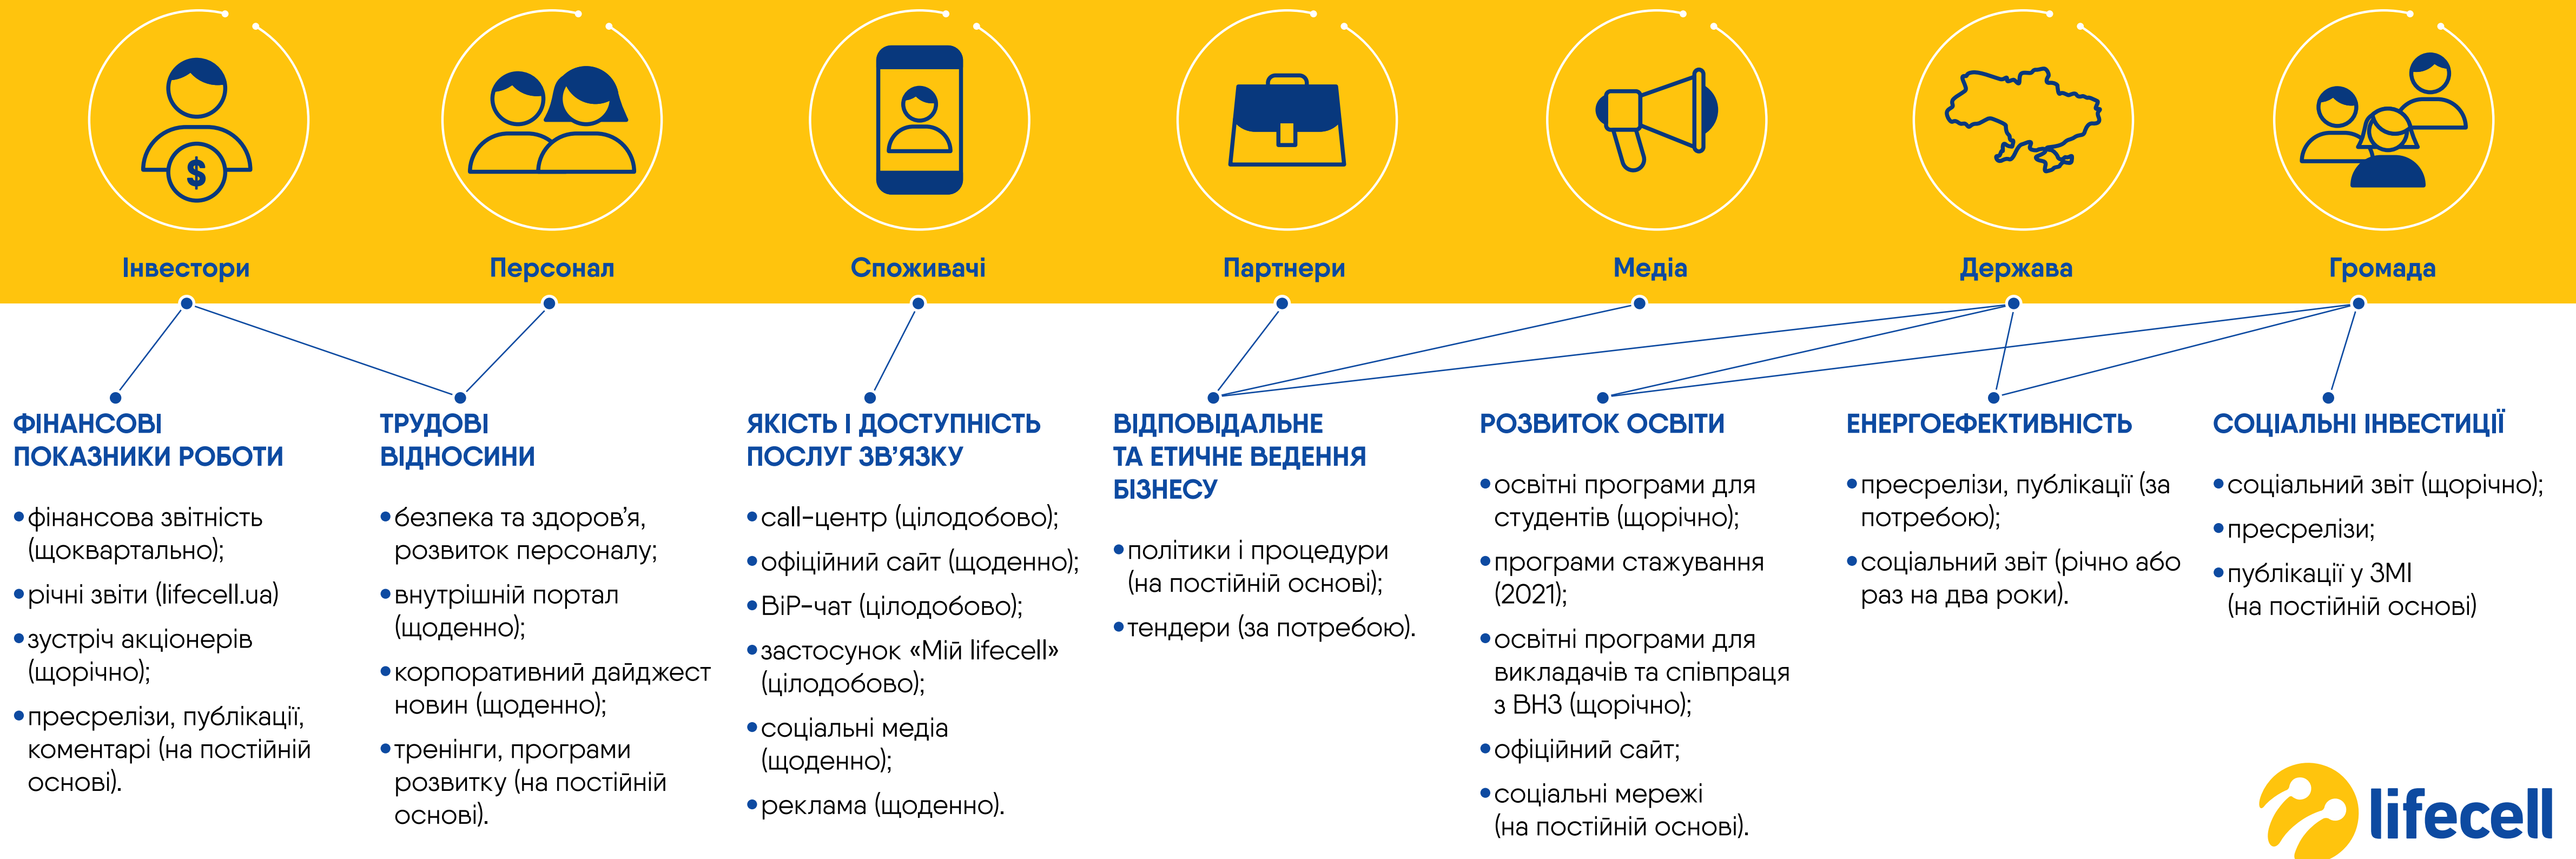 $
Інвестори
Персонал
Споживачі
Партнери
Медіа
Держава
Громада
ФІНАНСОВІ
ПОКАЗНИКИ РОБОТИ
•фінансова звітність
(щоквартально);
•річні звіти (lifecell.ua)
•зустріч акціонерів
(щорічно);
•пресрелізи, публікації,
коментарі (на постійній
основі).
ТРУДОВІ
ВІДНОСИНИ
•безпека та здоров’я,
розвиток персоналу;
•внутрішній портал
(щоденно);
•корпоративний дайджест
новин (щоденно);
•тренінги, програми
розвитку (на постійній
основі).
ЯКІСТЬ І ДОСТУПНІСТЬ
ПОСЛУГ ЗВ’ЯЗКУ
•call-центр (цілодобово);
•офіційний сайт (щоденно);
•BiP-чат (цілодобово);
•застосунок «Мій lifecell»
(цілодобово);
•соціальні медіа
(щоденно);
•реклама (щоденно).
ВІДПОВІДАЛЬНЕ
ТА ЕТИЧНЕ ВЕДЕННЯ
БІЗНЕСУ
•політики і процедури
(на постійній основі);
•тендери (за потребою).
РОЗВИТОК ОСВІТИ
•освітні програми для
студентів (щорічно);
•програми стажування
(2021);
•освітні програми для
викладачів та співпраця
з ВНЗ (щорічно);
•офіційний сайт;
•соціальні мережі
(на постійній основі).
ЕНЕРГОЕФЕКТИВНІСТЬ
•пресрелізи, публікації (за
потребою);
•соціальний звіт (річно або
раз на два роки).
СОЦІАЛЬНІ ІНВЕСТИЦІЇ
•соціальний звіт (щорічно);
•пресрелізи;
•публікації у ЗМІ
(на постійній основі)
lifecell